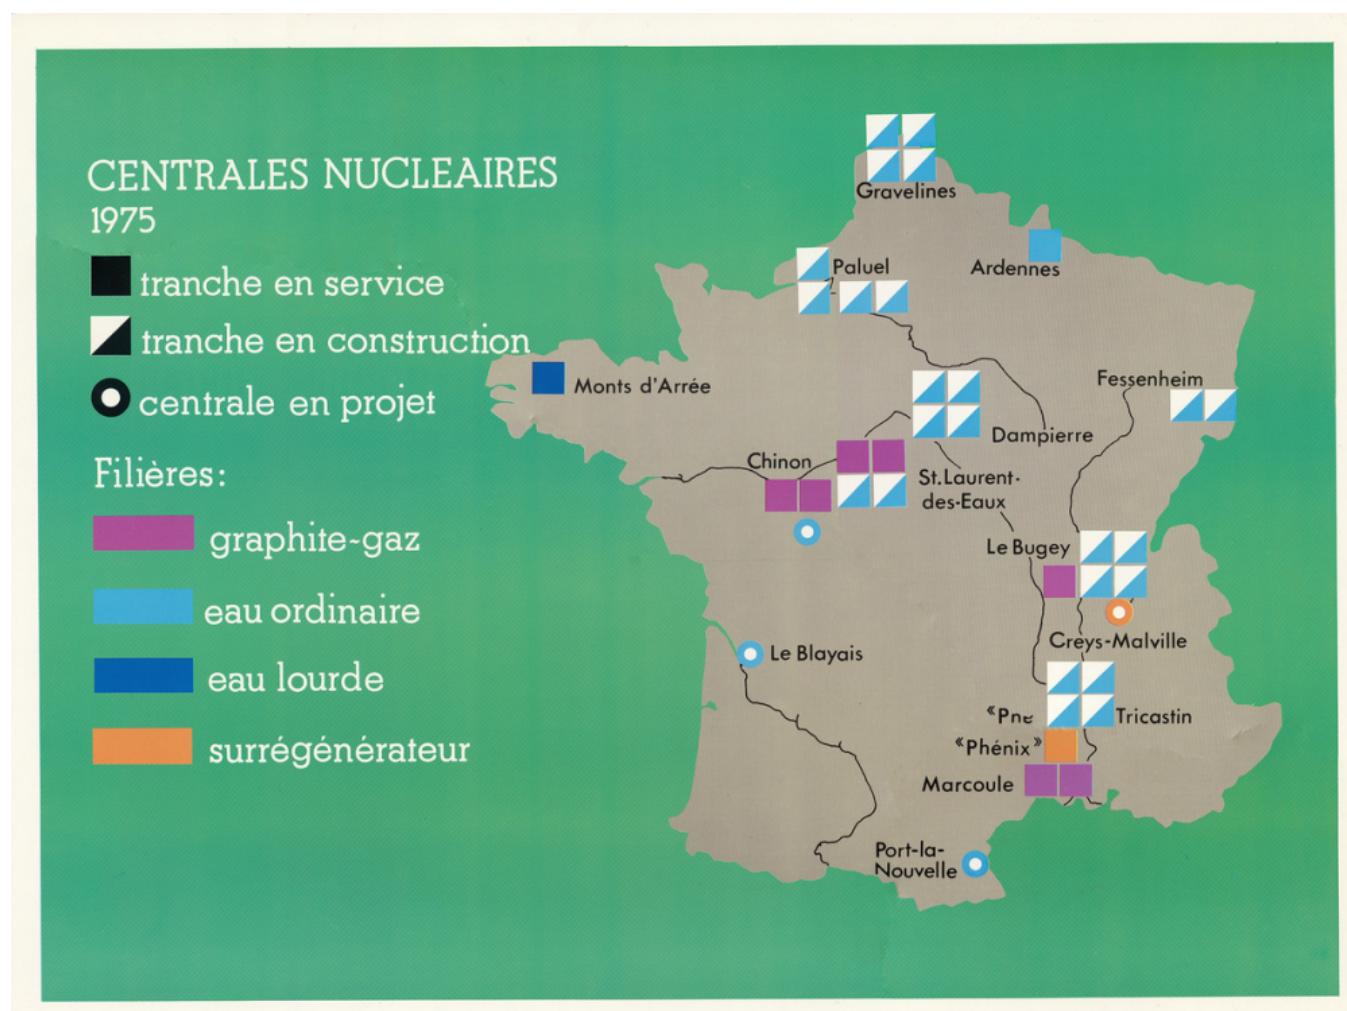 CENTRALES NUCLEAIRES
1975
tranche en service
tranche en construction
centrale en projet
Filières:
graphite-gaz
eau ordinaire
eau lourde
surrégénérateur
Gravelines
Paluel
Ardennes
Monts d'Arrée
Fessenheim
Dampierre
Chinon
St.Laurent-
des-Eaux
Le Bugey
Creys-Malville
Le Blayais
Tricastin
«Phénix»
Marcoule
Port-la-
Nouvelle